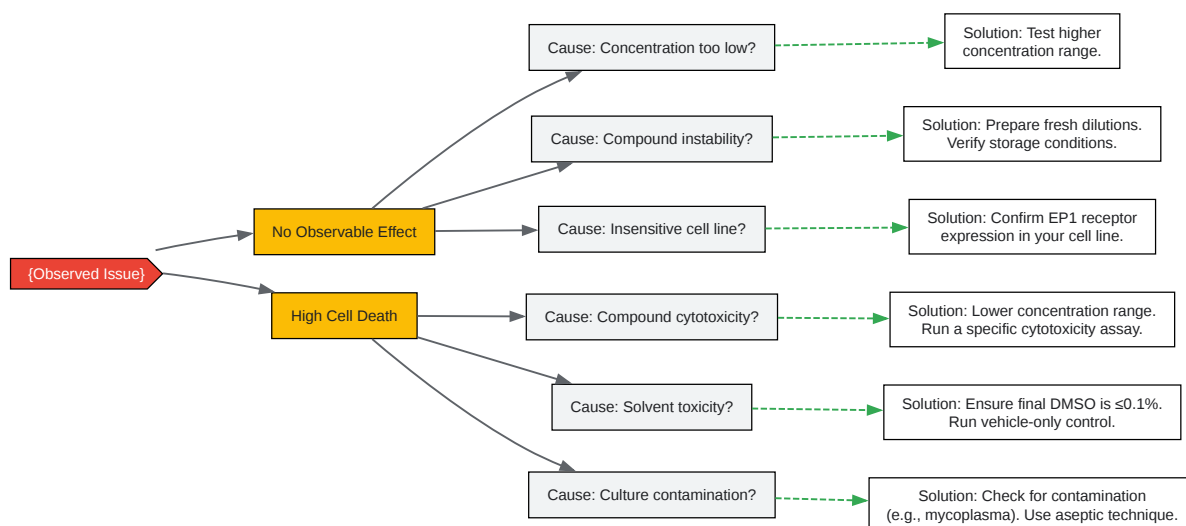 {Observed Issue}
No Observable Effect
Cause: Concentration too low?
Solution: Test higher
concentration range.
Cause: Compound instability?
Solution: Prepare fresh dilutions.
Verify storage conditions.
Cause: Insensitive cell line?
Solution: Confirm EP1 receptor
expression in your cell line.
High Cell Death
Cause: Compound cytotoxicity?
Solution: Lower concentration range.
Run a specific cytotoxicity assay.
Cause: Solvent toxicity?
Solution: Ensure final DMSO is ≤0.1%.
Run vehicle-only control.
Cause: Culture contamination?
Solution: Check for contamination
(e.g., mycoplasma). Use aseptic technique.